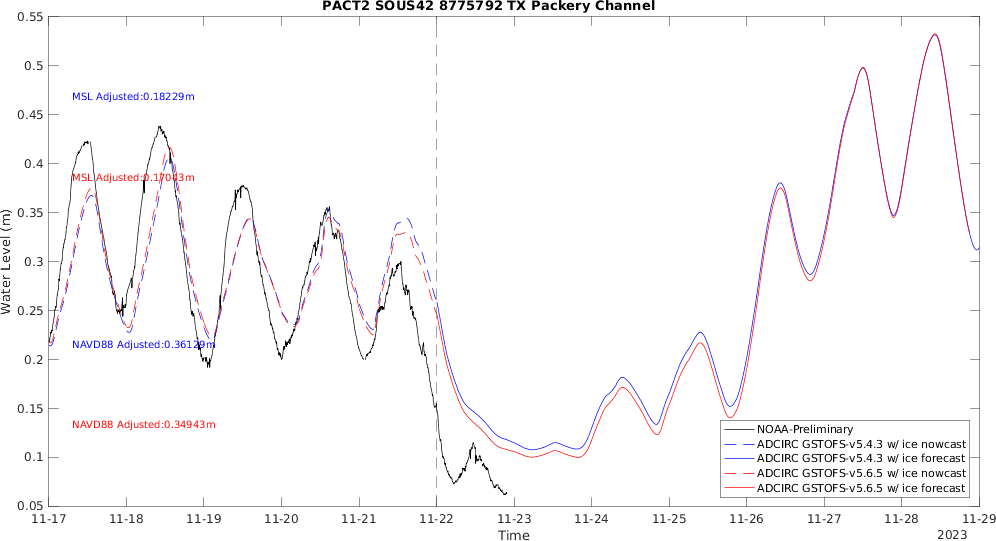 PACT2 SOUS42 8775792 TX Packery Channel
0.55
0.5
0.45
0.4
0.35
0.3
0.25
0.2
0.15
0.1
0.05
Water Level (m)
MSL Adjusted:0.18229m
MSL Adjusted:0.17043m
NAVD88 Adjusted:0.36129m
NAVD88 Adjusted:0.34943m
NOAA-Preliminary
ADCIRC GSTOFS-v5.4.3 w/ ice nowcast
ADCIRC GSTOFS-v5.4.3 w/ ice forecast
ADCIRC GSTOFS-v5.6.5 w/ ice nowcast
ADCIRC GSTOFS-v5.6.5 w/ ice forecast
11-17 11-18 11-19 11-20 11-21 11-22 11-23 11-24 11-25 11-26 11-27 11-28 11-29
Time
2023